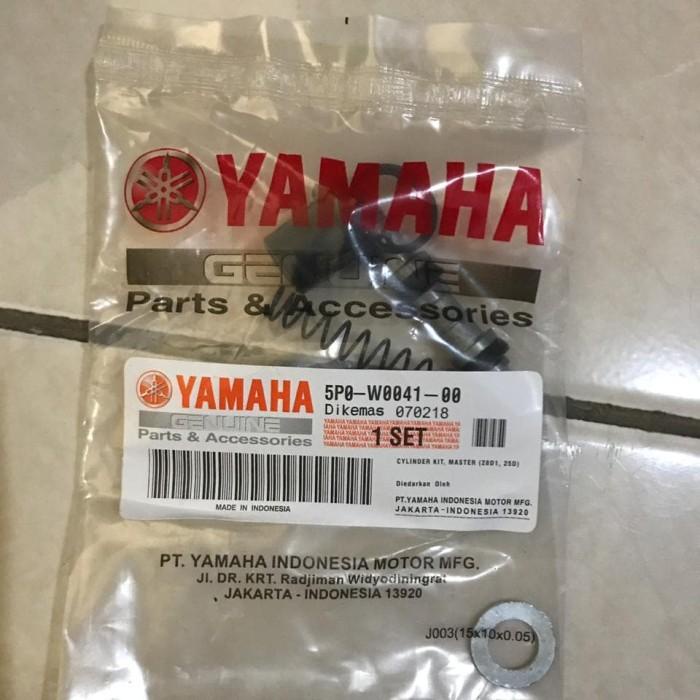 YAMAHA
GENUINE
Parts & Accessories
YAMAHA
GENUINE
Parts & Accessories
5P0-W0041-00
Dikemas 070218
1 SET
CYLINDER KIT, MASTER (28D1, 25D)
Diedarkan Oleh
PT.YAMAHA INDONESIA MOTOR MFG.
JAKARTA-INDONESIA 13920
MADE IN INDONESIA
PT. YAMAHA INDONESIA MOTOR MFG.
Jl. DR. KRT. Radjiman Widyodiningrat
JAKARTA - INDONESIA 13920
J003(15x10x0.05)